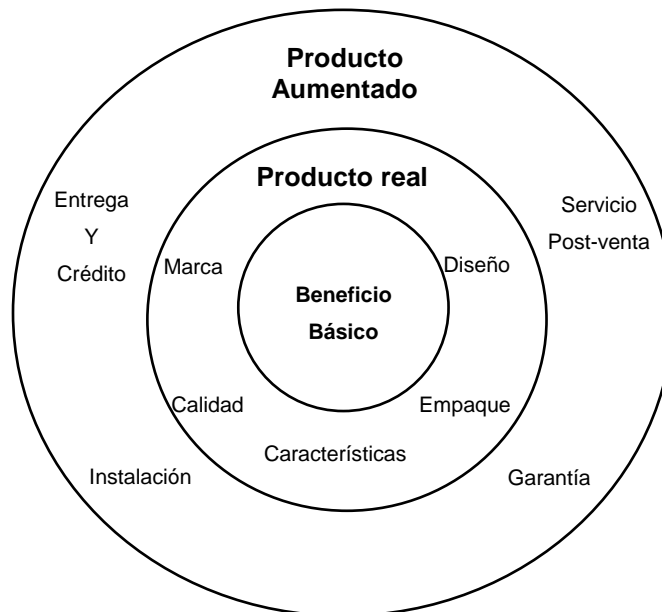 Producto
Aumentado
Producto real
Entrega
Y
Crédito
Servicio
Post-venta
Marca
Diseño
Beneficio
Básico
Calidad
Empaque
Características
Instalación
Garantía